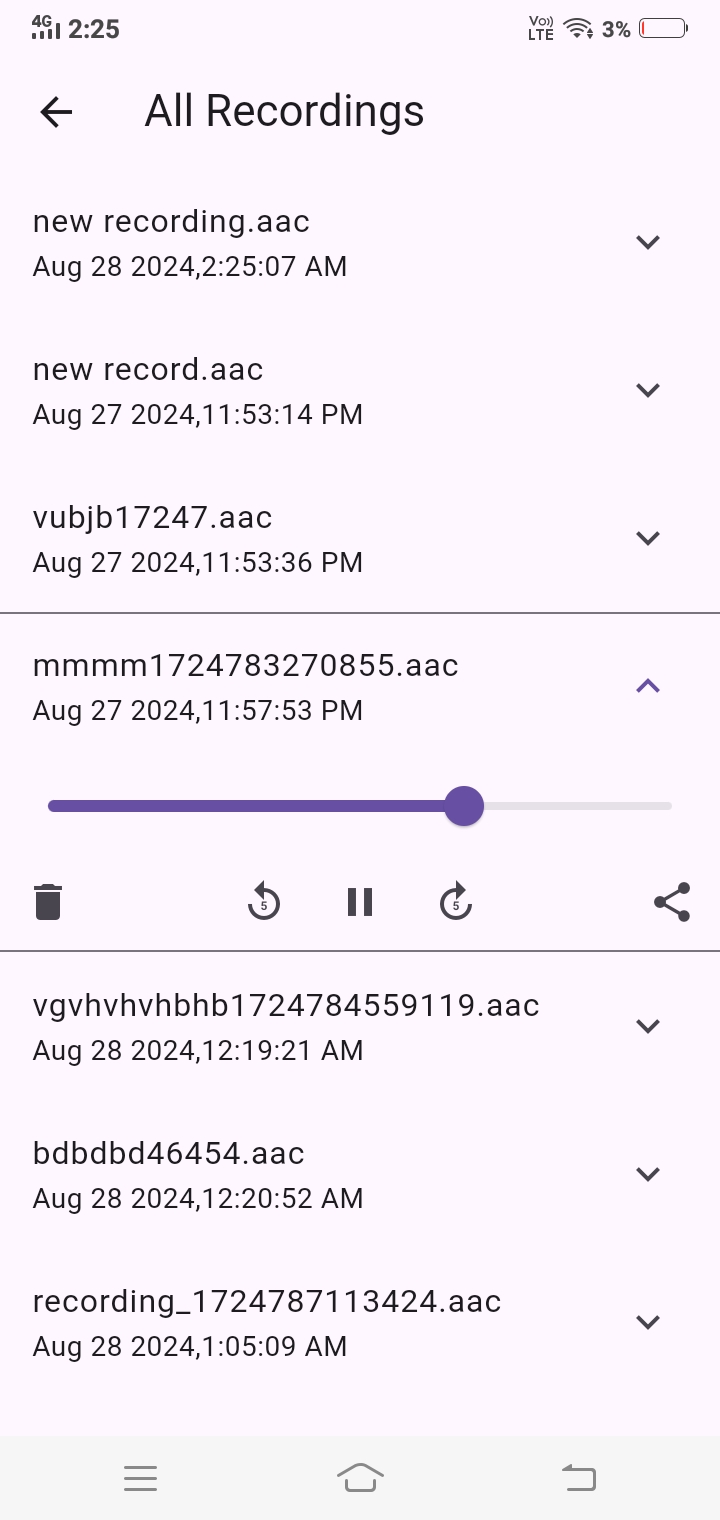 4G 2:25 Vo)) LTE 3%
All Recordings
new recording.aac
Aug 28 2024,2:25:07 AM
new record.aac
Aug 27 2024,11:53:14 PM
vubjb17247.aac
Aug 27 2024,11:53:36 PM
mmmm1724783270855.aac
Aug 27 2024,11:57:53 PM
5 5
vgvhvhvhbhb1724784559119.aac
Aug 28 2024,12:19:21 AM
bdbdbd46454.aac
Aug 28 2024,12:20:52 AM
recording_1724787113424.aac
Aug 28 2024,1:05:09 AM